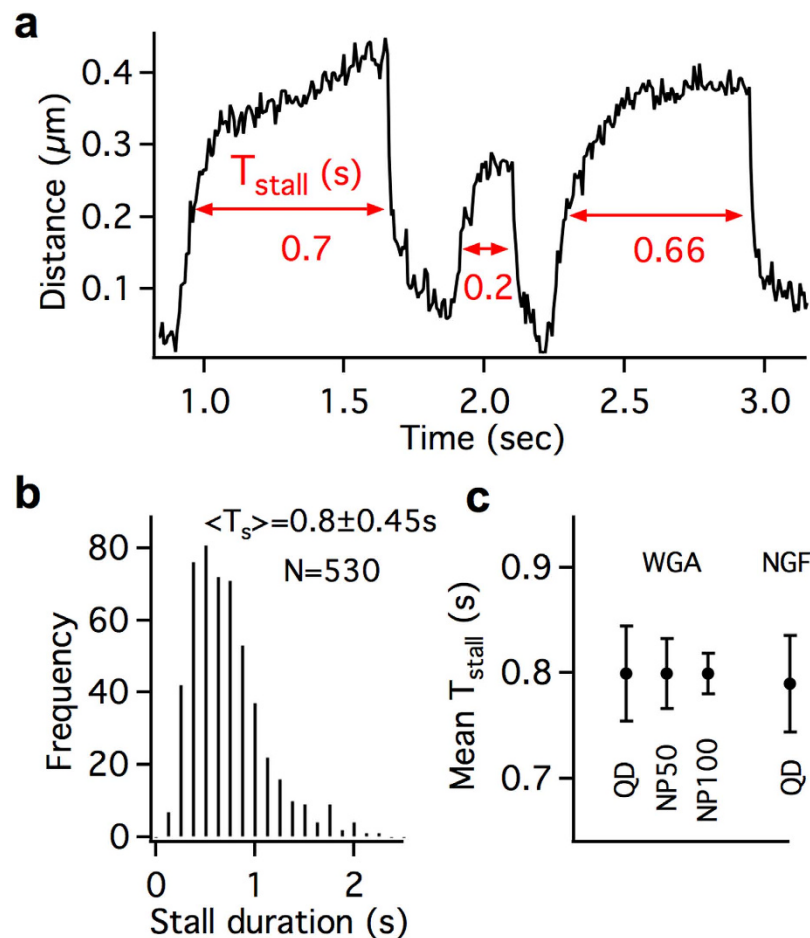 a
Distance (μm)
0.4
0.3
0.2
0.1
T_stall (s)
0.7
0.2
0.66
1.0 1.5 2.0 2.5 3.0
Time (sec)
b
Frequency
80
60
40
20
0
<T_s>=0.8±0.45s
N=530
0 1 2
Stall duration (s)
c
Mean T_stall (s)
0.9
0.8
0.7
WGA NGF
QD NP50 NP100 QD